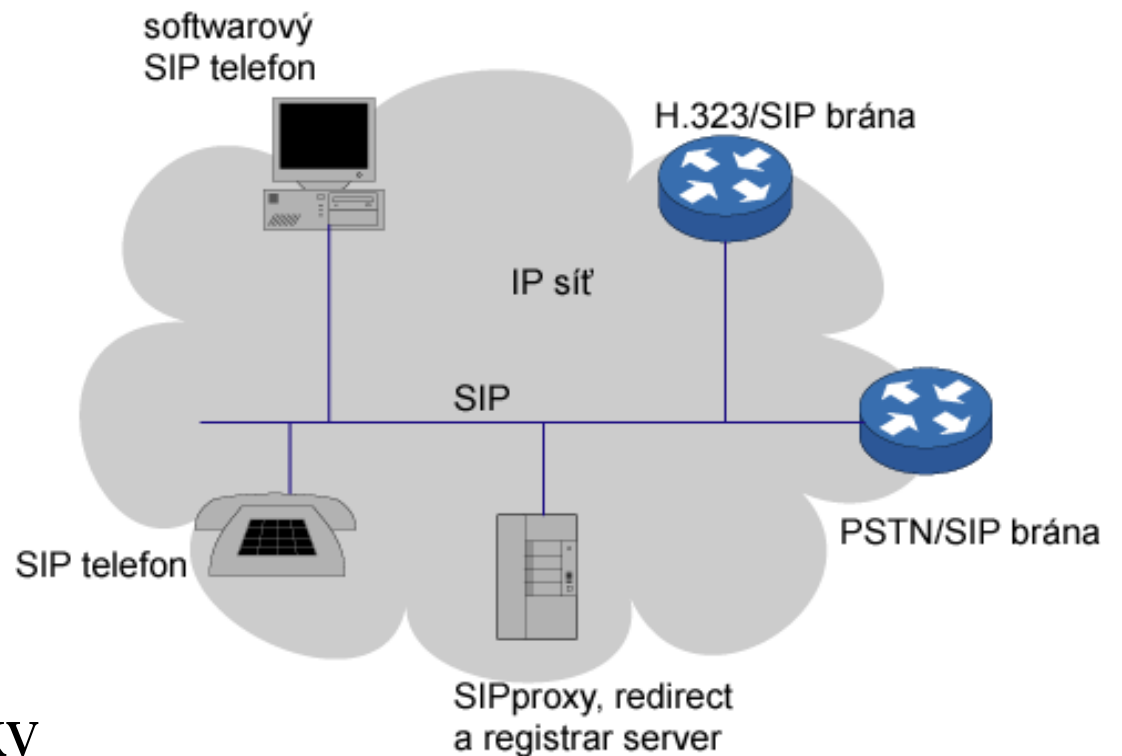 softwarový
SIP telefon
H.323/SIP brána
IP síť
SIP
PSTN/SIP brána
SIP telefon
SIPproxy, redirect
a registrar server